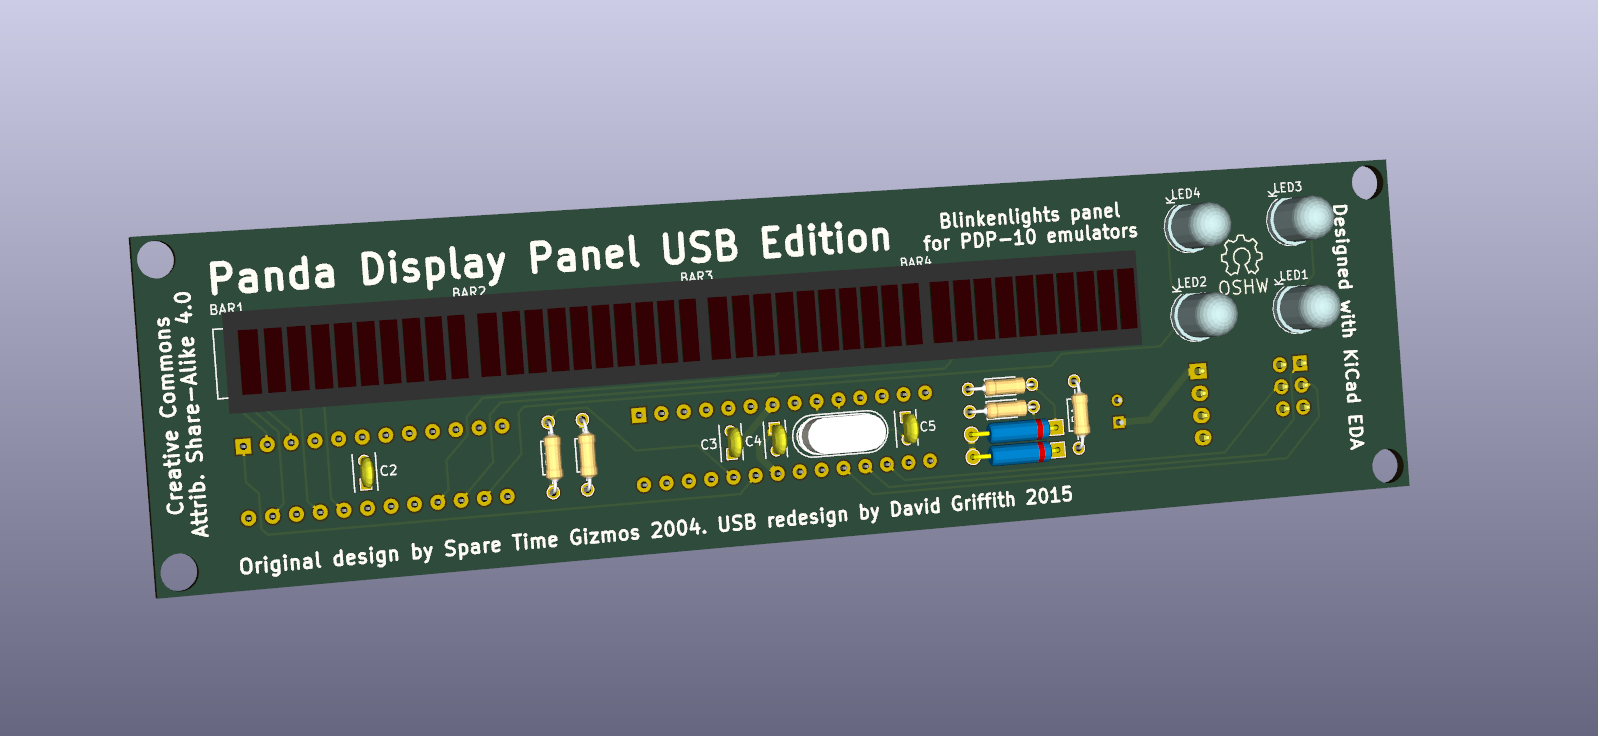 LED4
LED3
Blinkenlights panel
for PDP-10 emulators
Panda Display Panel USB Edition
BAR1
BAR2
BAR3
BAR4
OSHW
LED2
LED1
Creative Commons
Attrib. Share-Alike 4.0
Designed with KiCad EDA
C2
C3
C4
C5
Original design by Spare Time Gizmos 2004. USB redesign by David Griffith 2015